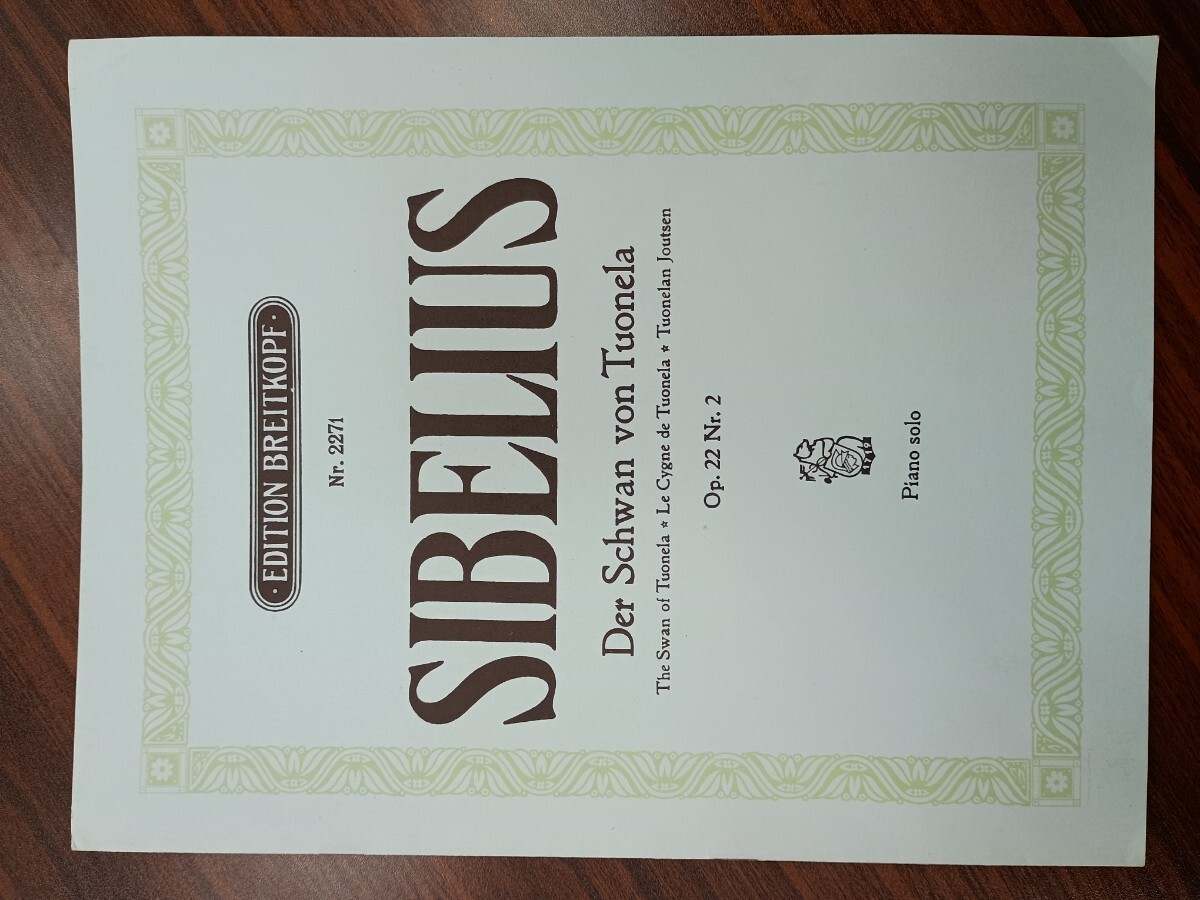 · EDITION BREITKOPF ·
Nr. 2271
SIBELIUS
Der Schwan von Tuonela
The Swan of Tuonela ★ Le Cygne de Tuonela ★ Tuonelan Joutsen
Op. 22 Nr. 2
1719
Piano solo